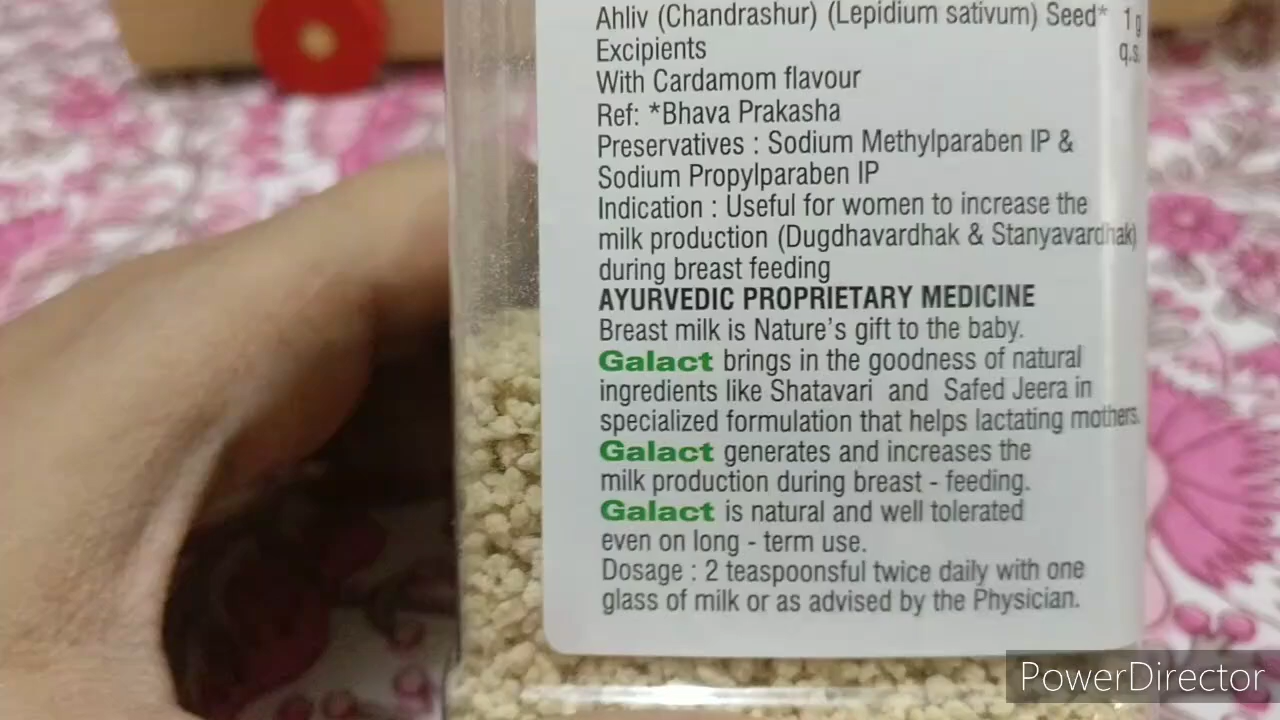 Ahliv (Chandrashur) (Lepidium sativum) Seed* 1g
Excipients q.s.
With Cardamom flavour
Ref: *Bhava Prakasha
Preservatives : Sodium Methylparaben IP &
Sodium Propylparaben IP
Indication : Useful for women to increase the
milk production (Dugdhavardhak & Stanyavardhak)
during breast feeding
AYURVEDIC PROPRIETARY MEDICINE
Breast milk is Nature's gift to the baby.
Galact brings in the goodness of natural
ingredients like Shatavari and Safed Jeera in
specialized formulation that helps lactating mothers.
Galact generates and increases the
milk production during breast - feeding.
Galact is natural and well tolerated
even on long - term use.
Dosage : 2 teaspoonsful twice daily with one
glass of milk or as advised by the Physician.
PowerDirector